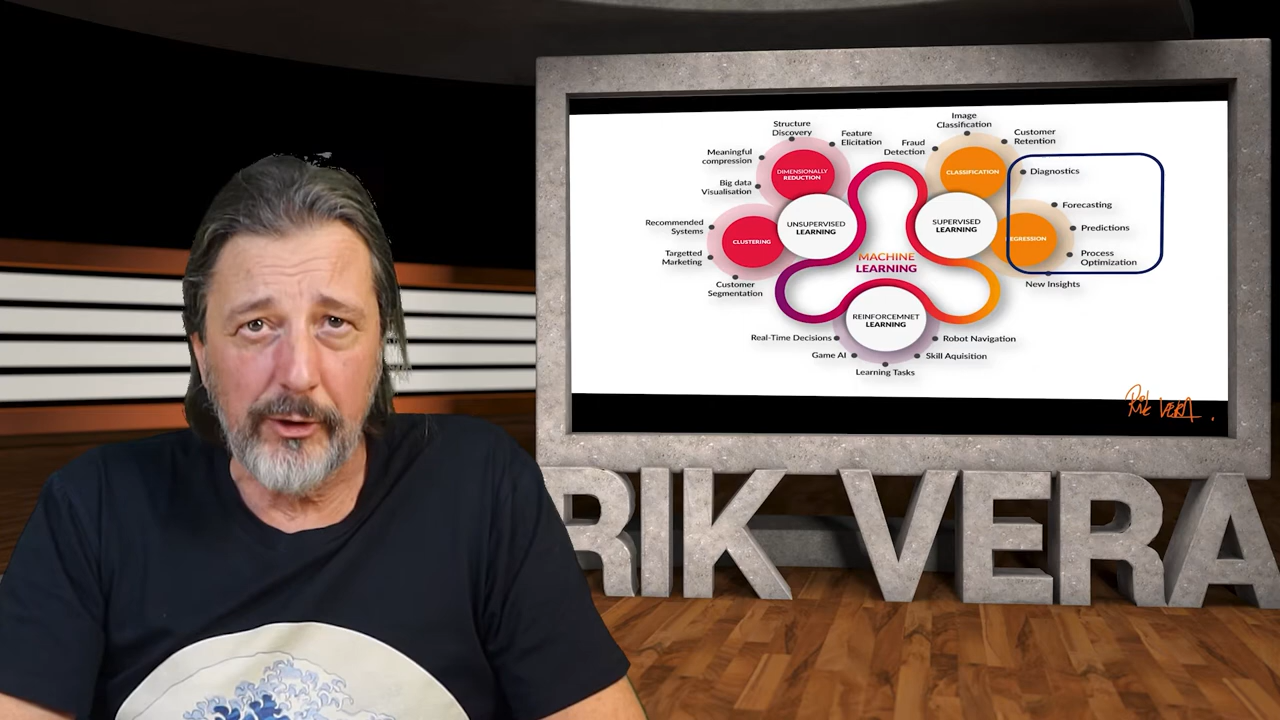 Structure
Discovery
Feature
Elicitation
Meaningful
compression
Big data
Visualisation
DIMENSIONALLY
REDUCTION
Recommended
Systems
Targetted
Marketing
Customer
Segmentation
CLUSTERING
UNSUPERVISED
LEARNING
Image
Classification
Fraud
Detection
Customer
Retention
CLASSIFICATION
Diagnostics
SUPERVISED
LEARNING
Forecasting
Predictions
Process
Optimization
New Insights
REGRESSION
MACHINE
LEARNING
REINFORCEMNET
LEARNING
Real-Time Decisions
Game AI
Learning Tasks
Skill Aquisition
Robot Navigation
RIK VERA
RIK VERA